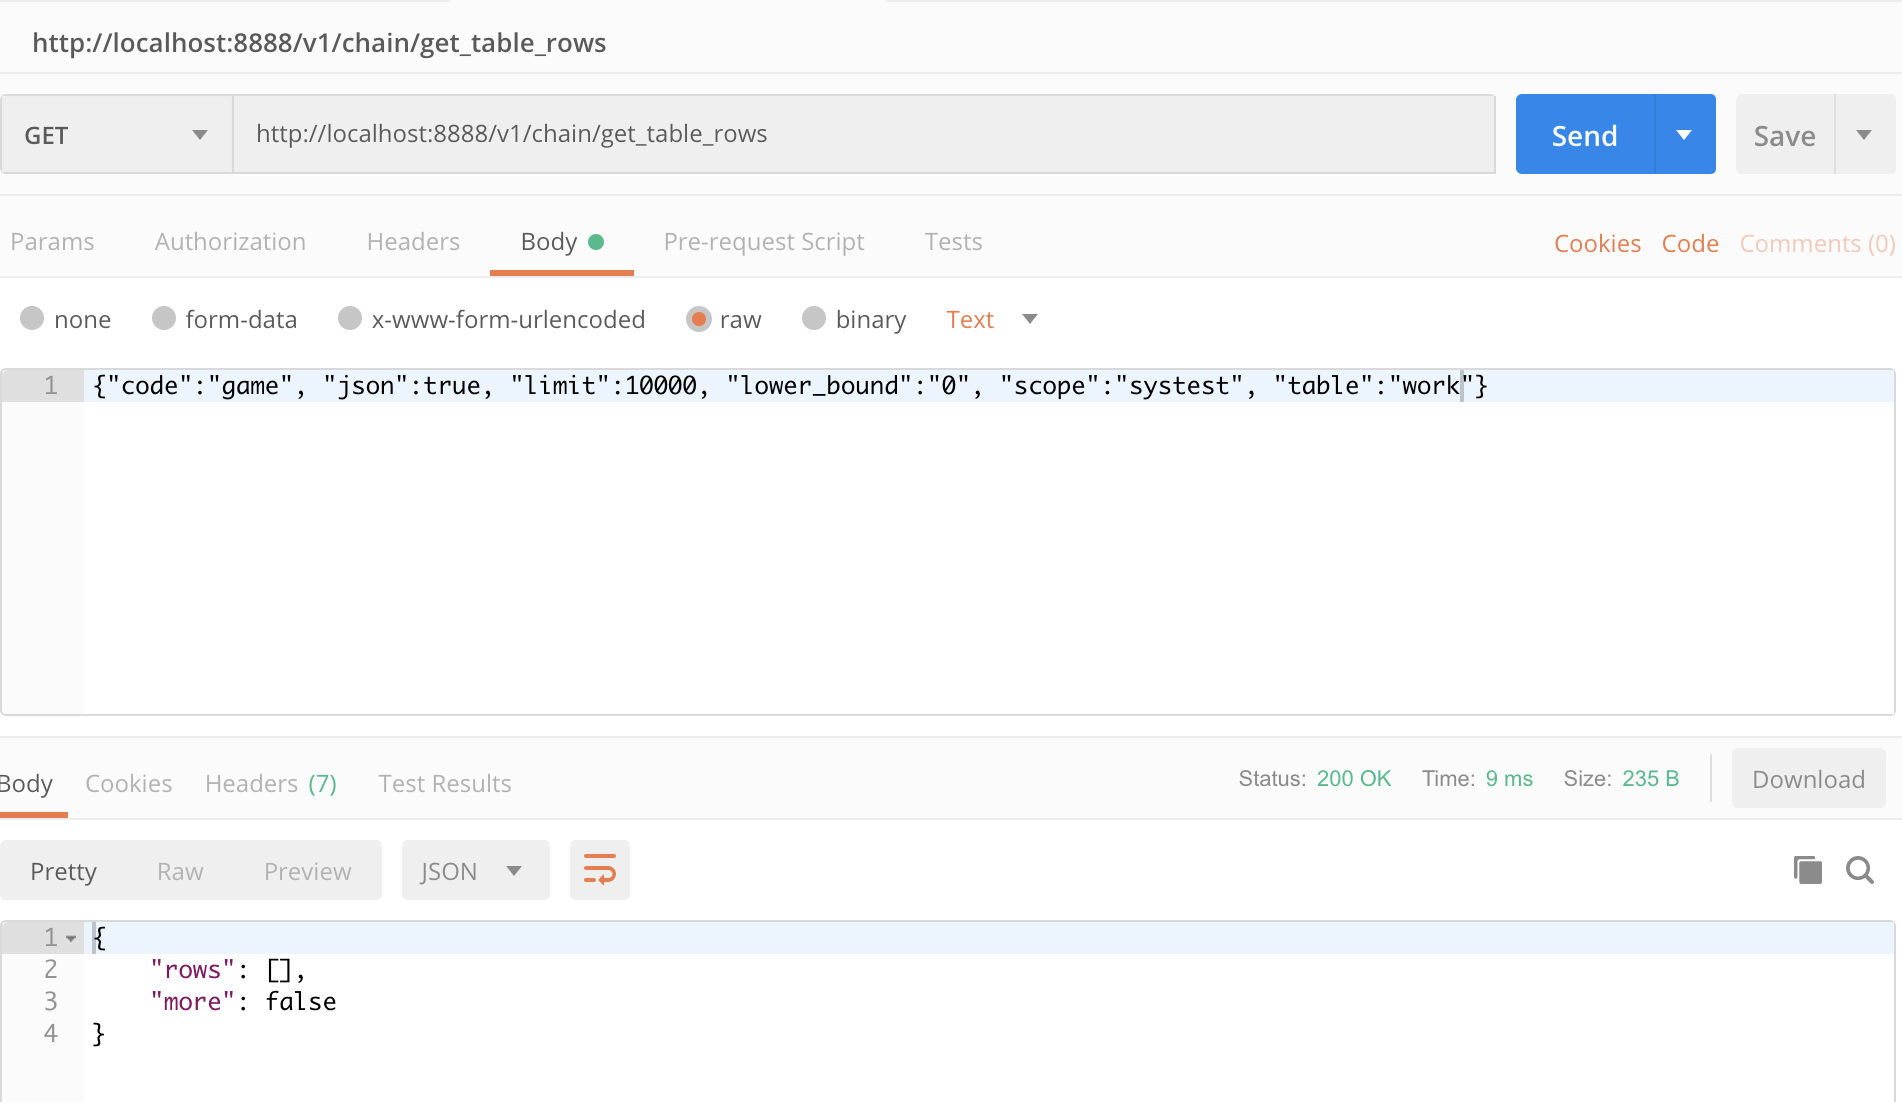 http://localhost:8888/v1/chain/get_table_rows
GET http://localhost:8888/v1/chain/get_table_rows Send Save
Params Authorization Headers Body Pre-request Script Tests Cookies Code Comments (0)
none form-data x-www-form-urlencoded raw binary Text
1 {"code":"game", "json":true, "limit":10000, "lower_bound":"0", "scope":"systest", "table":"work"}
Body Cookies Headers (7) Test Results Status: 200 OK Time: 9 ms Size: 235 B Download
Pretty Raw Preview JSON
1 {
2 "rows": [],
3 "more": false
4 }